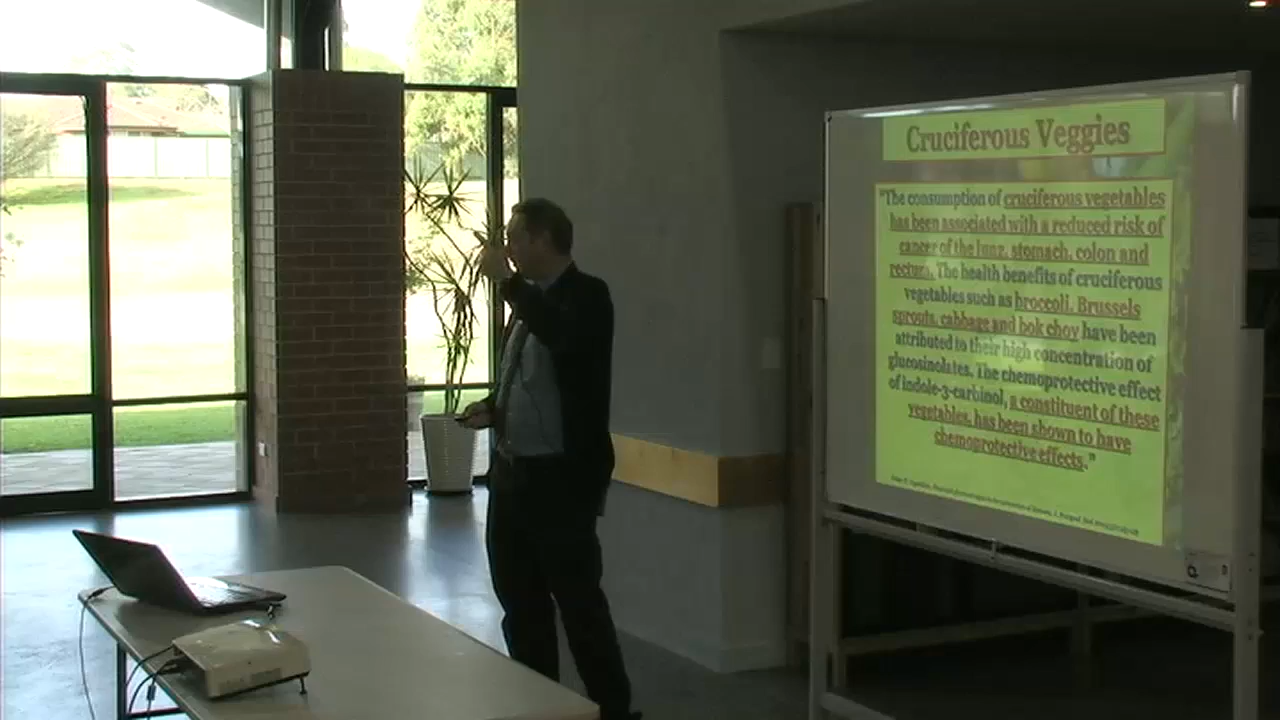 Cruciferous Veggies
"The consumption of cruciferous vegetables
has been associated with a reduced risk of
cancer of the lung, stomach, colon and
rectum. The health benefits of cruciferous
vegetables such as broccoli, Brussels
sprouts, cabbage and bok choy have been
attributed to their high concentration of
glucosinolates. The chemoprotective effect
of indole-3-carbinol, a constituent of these
vegetables, has been shown to have
chemoprotective effects."